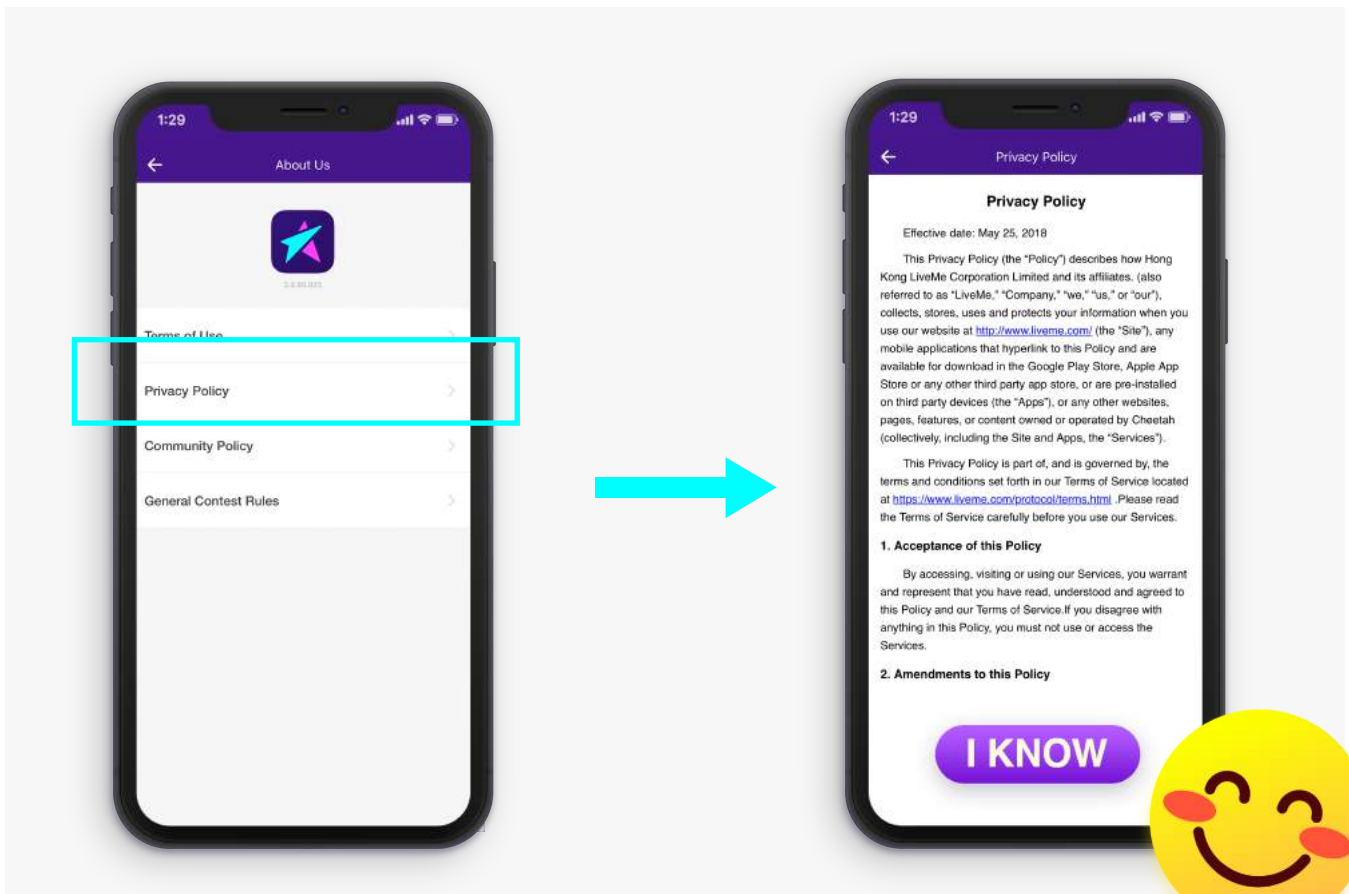 1:29
About Us
Terms of Use
Privacy Policy
Community Policy
General Contest Rules
1:29
Privacy Policy
Privacy Policy
Effective date: May 25, 2018
This Privacy Policy (the “Policy”) describes how Hong
Kong LiveMe Corporation Limited and its affiliates. (also
referred to as “LiveMe,” “Company,” “we,” “us,” or “our”),
collects, stores, uses and protects your information when you
use our website at http://www.liveme.com/ (the “Site”), any
mobile applications that hyperlink to this Policy and are
available for download in the Google Play Store, Apple App
Store or any other third party app store, or are pre-installed
on third party devices (the “Apps”), or any other websites,
pages, features, or content owned or operated by Cheetah
(collectively, including the Site and Apps, the “Services”).
This Privacy Policy is part of, and is governed by, the
terms and conditions set forth in our Terms of Service located
at https://www.liveme.com/protocol/terms.html .Please read
the Terms of Service carefully before you use our Services.
1. Acceptance of this Policy
By accessing, visiting or using our Services, you warrant
and represent that you have read, understood and agreed to
this Policy and our Terms of Service.If you disagree with
anything in this Policy, you must not use or access the
Services.
2. Amendments to this Policy
I KNOW